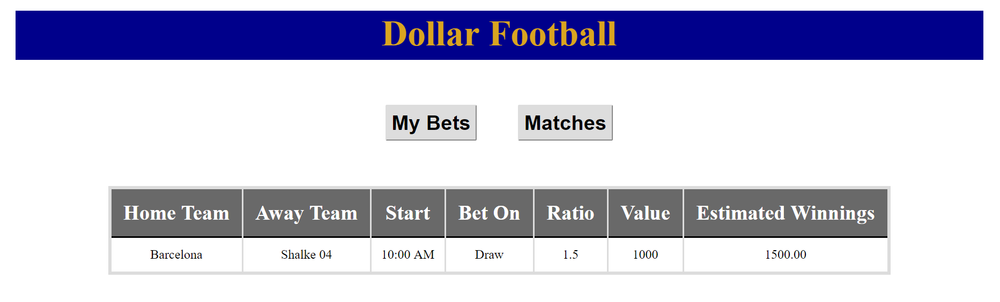 Dollar Football
My Bets Matches
Home Team Away Team Start Bet On Ratio Value Estimated Winnings
Barcelona Shalke 04 10:00 AM Draw 1.5 1000 1500.00